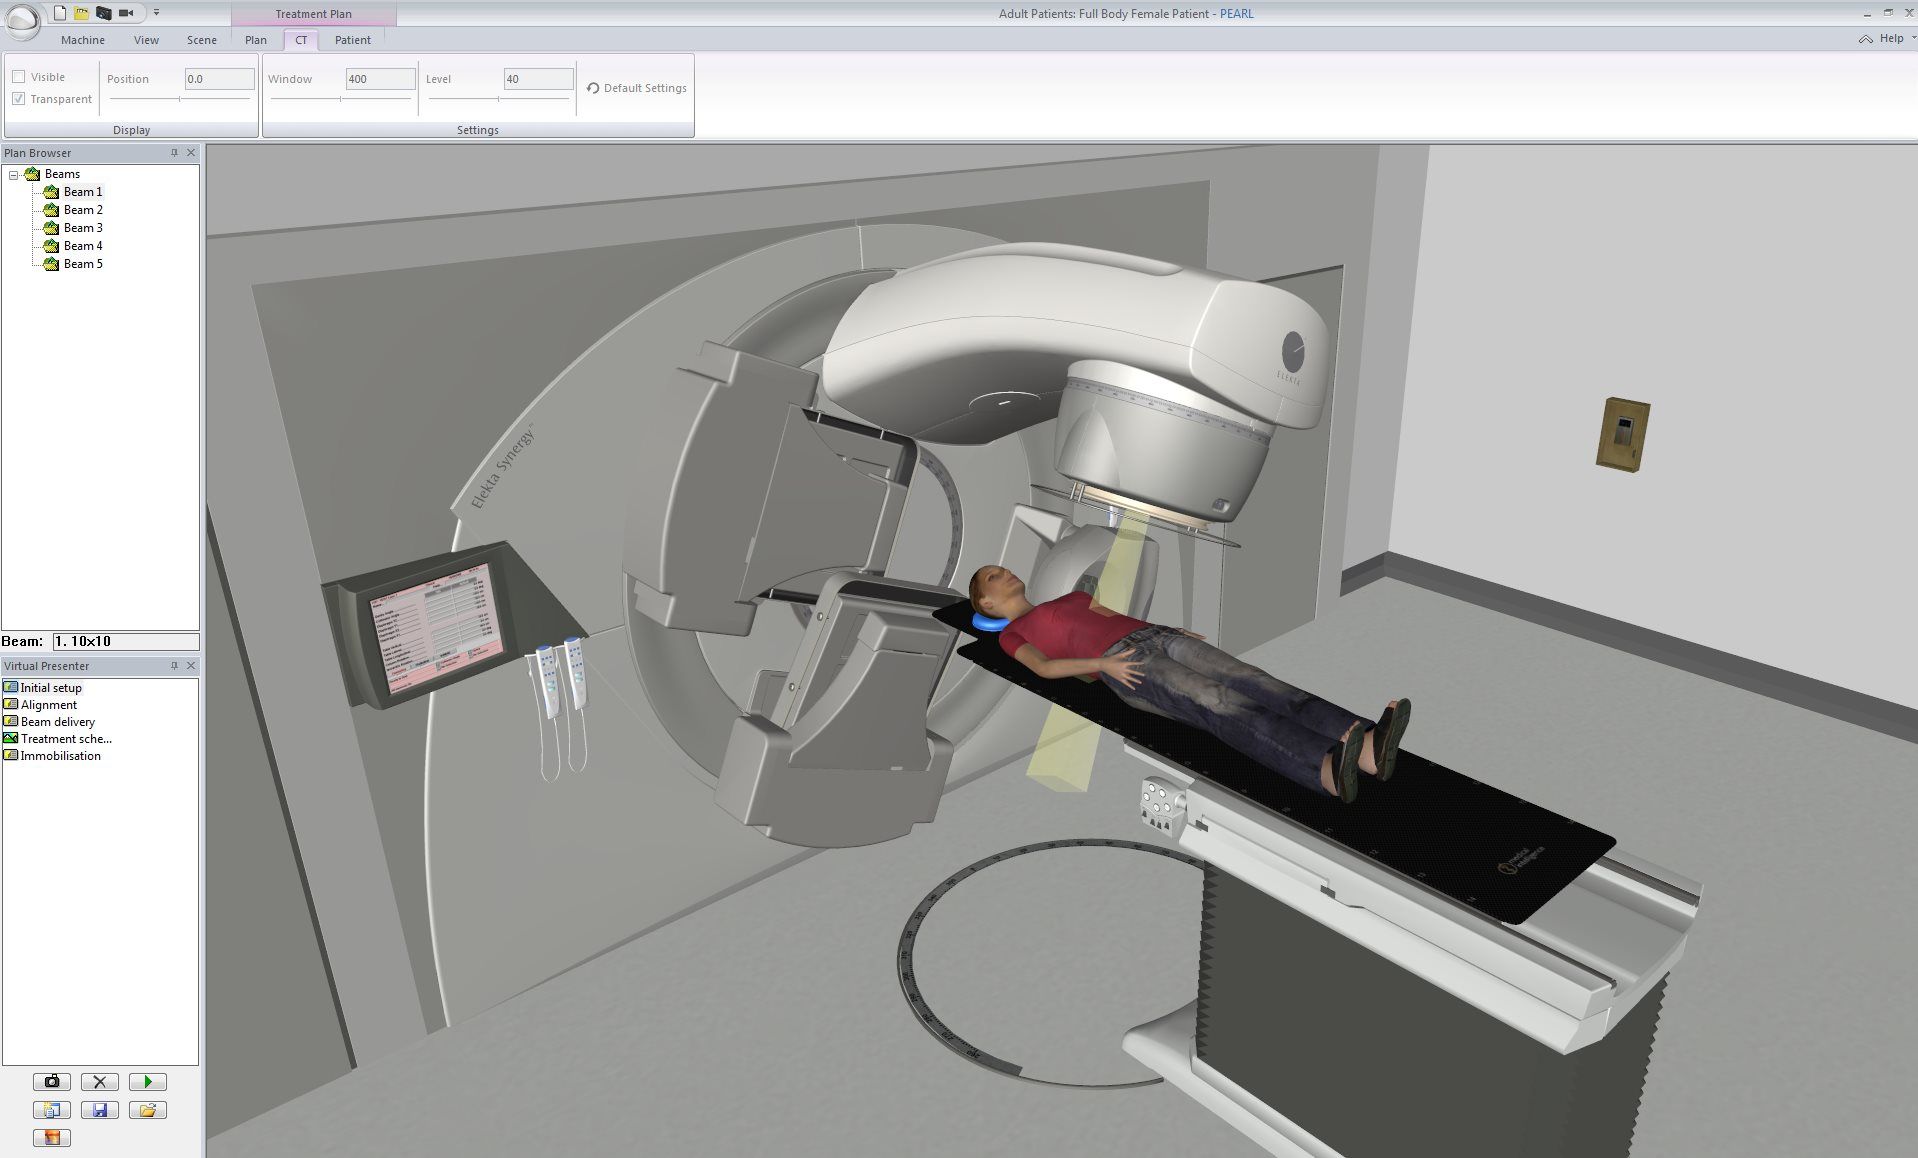 Treatment Plan
Adult Patients: Full Body Female Patient - PEARL
Machine
View
Scene
Plan
CT
Patient
Help
Visible
Transparent
Position
0.0
Display
Window
400
Level
40
Default Settings
Settings
Plan Browser
Beams
Beam 1
Beam 2
Beam 3
Beam 4
Beam 5
Beam:
1. 10x10
Virtual Presenter
Initial setup
Alignment
Beam delivery
Treatment sche...
Immobilisation
Elekta Synergy™
ELEKTA
medical
intelligence